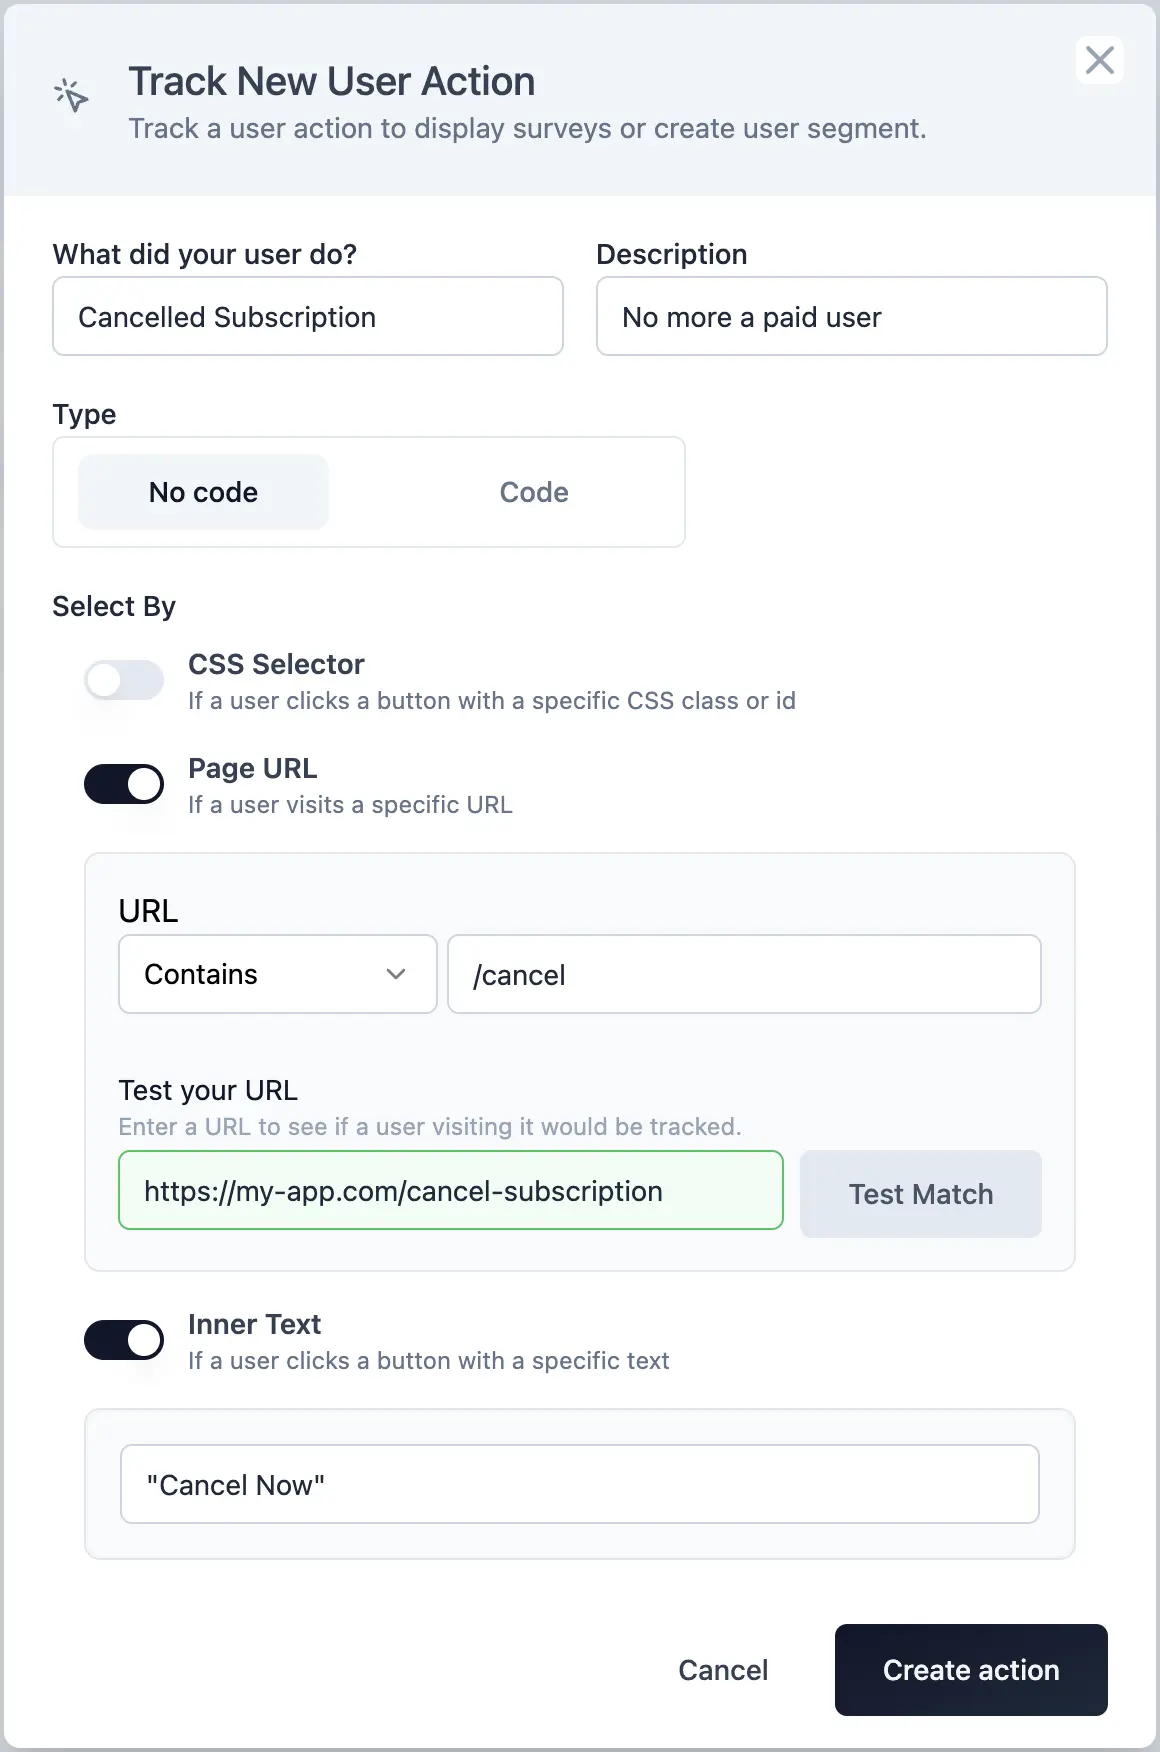 Track New User Action
Track a user action to display surveys or create user segment.
What did your user do?
Description
Cancelled Subscription
No more a paid user
Type
No code
Code
Select By
CSS Selector
If a user clicks a button with a specific CSS class or id
Page URL
If a user visits a specific URL
URL
Contains
/cancel
Test your URL
Enter a URL to see if a user visiting it would be tracked.
https://my-app.com/cancel-subscription
Test Match
Inner Text
If a user clicks a button with a specific text
"Cancel Now"
Cancel
Create action